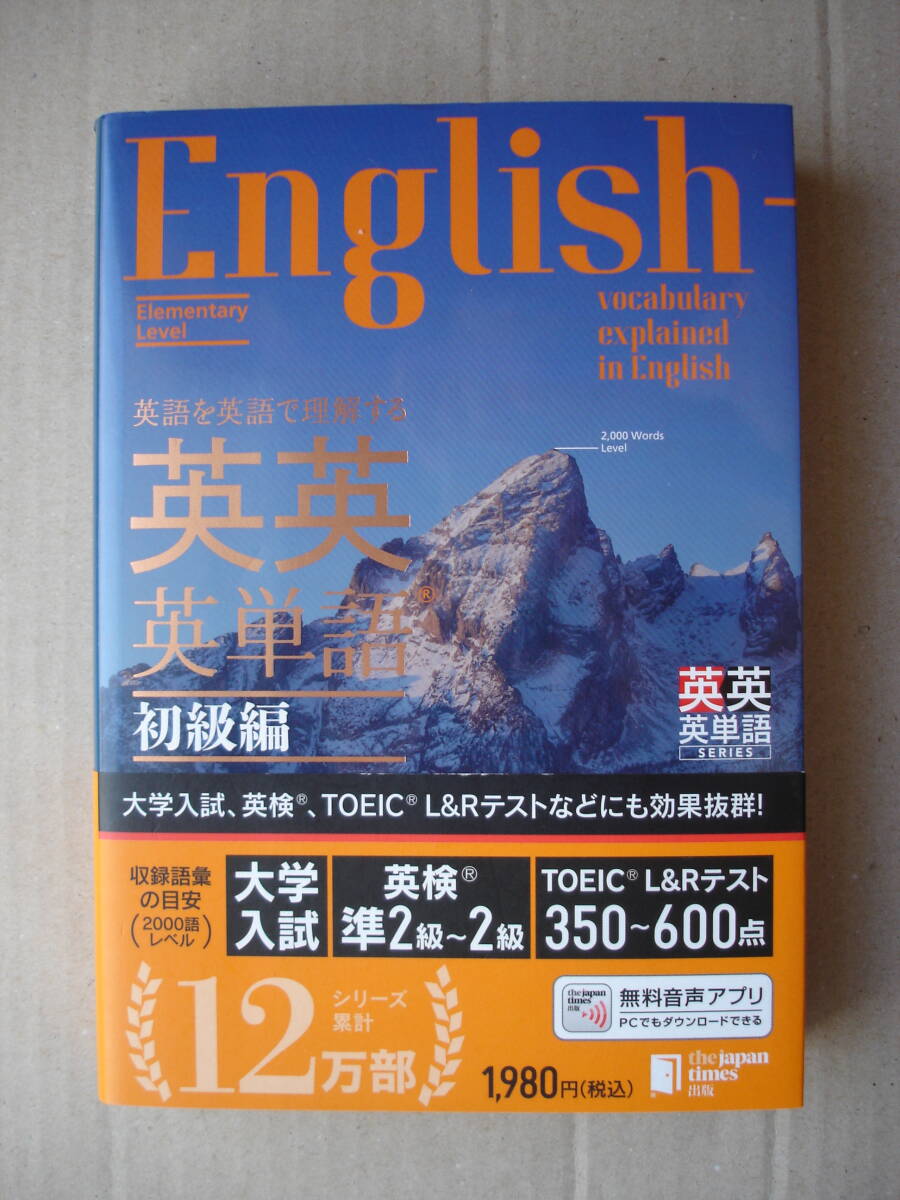 English-
Elementary
Level
vocabulary
explained
in English
英語を英語で理解する
英英
英単語®
初級編
2,000 Words
Level
英英
英単語
SERIES
大学入試、英検®、TOEIC® L&Rテストなどにも効果抜群!
収録語彙
の目安
(2000語
レベル)
大学
入試
英検®
準2級~2級
TOEIC® L&Rテスト
350~600点
シリーズ
累計
12万部
the japan
times
出版
無料音声アプリ
PCでもダウンロードできる
1,980円(税込)
the japan
times
出版